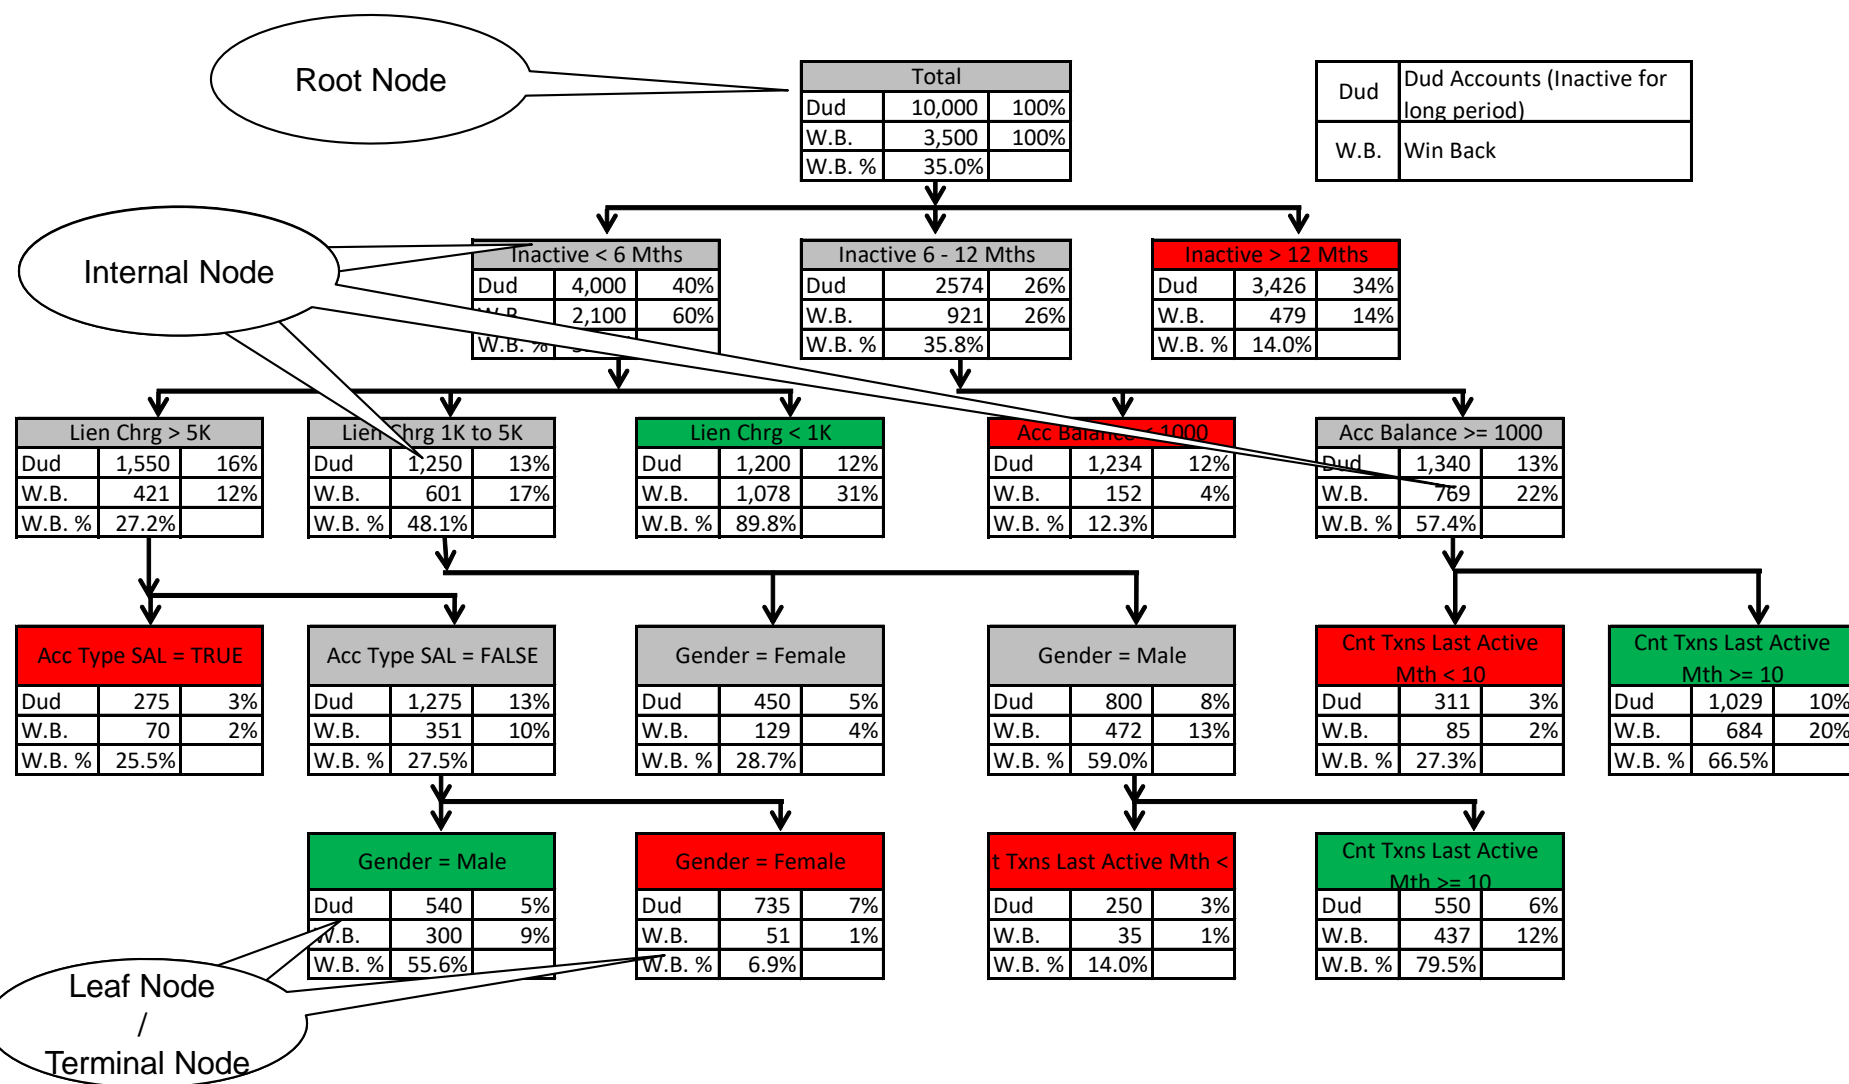 Root Node
Total
Dud 10,000 100%
W.B. 3,500 100%
W.B. % 35.0%
Dud Dud Accounts (Inactive for
long period)
W.B. Win Back
Internal Node
Inactive < 6 Mths
Dud 4,000 40%
2,100 60%
W.B. %
Inactive 6 - 12 Mths
Dud 2574 26%
W.B. 921 26%
W.B. % 35.8%
Inactive > 12 Mths
Dud 3,426 34%
W.B. 479 14%
W.B. % 14.0%
Lien Chrg > 5K
Dud 1,550 16%
W.B. 421 12%
W.B. % 27.2%
Lien Chrg 1K to 5K
Dud 1,250 13%
W.B. 601 17%
W.B. % 48.1%
Lien Chrg < 1K
Dud 1,200 12%
W.B. 1,078 31%
W.B. % 89.8%
Acc Balance < 1000
Dud 1,234 12%
W.B. 152 4%
W.B. % 12.3%
Acc Balance >= 1000
Dud 1,340 13%
W.B. 769 22%
W.B. % 57.4%
Acc Type SAL = TRUE
Dud 275 3%
W.B. 70 2%
W.B. % 25.5%
Acc Type SAL = FALSE
Dud 1,275 13%
W.B. 351 10%
W.B. % 27.5%
Gender = Female
Dud 450 5%
W.B. 129 4%
W.B. % 28.7%
Gender = Male
Dud 800 8%
W.B. 472 13%
W.B. % 59.0%
Cnt Txns Last Active
Mth < 10
Dud 311 3%
W.B. 85 2%
W.B. % 27.3%
Cnt Txns Last Active
Mth >= 10
Dud 1,029 10%
W.B. 684 20%
W.B. % 66.5%
Gender = Male
Dud 540 5%
W.B. 300 9%
W.B. % 55.6%
Gender = Female
Dud 735 7%
W.B. 51 1%
W.B. % 6.9%
t Txns Last Active Mth <
Dud 250 3%
W.B. 35 1%
W.B. % 14.0%
Cnt Txns Last Active
Mth >= 10
Dud 550 6%
W.B. 437 12%
W.B. % 79.5%
Leaf Node
/
Terminal Node